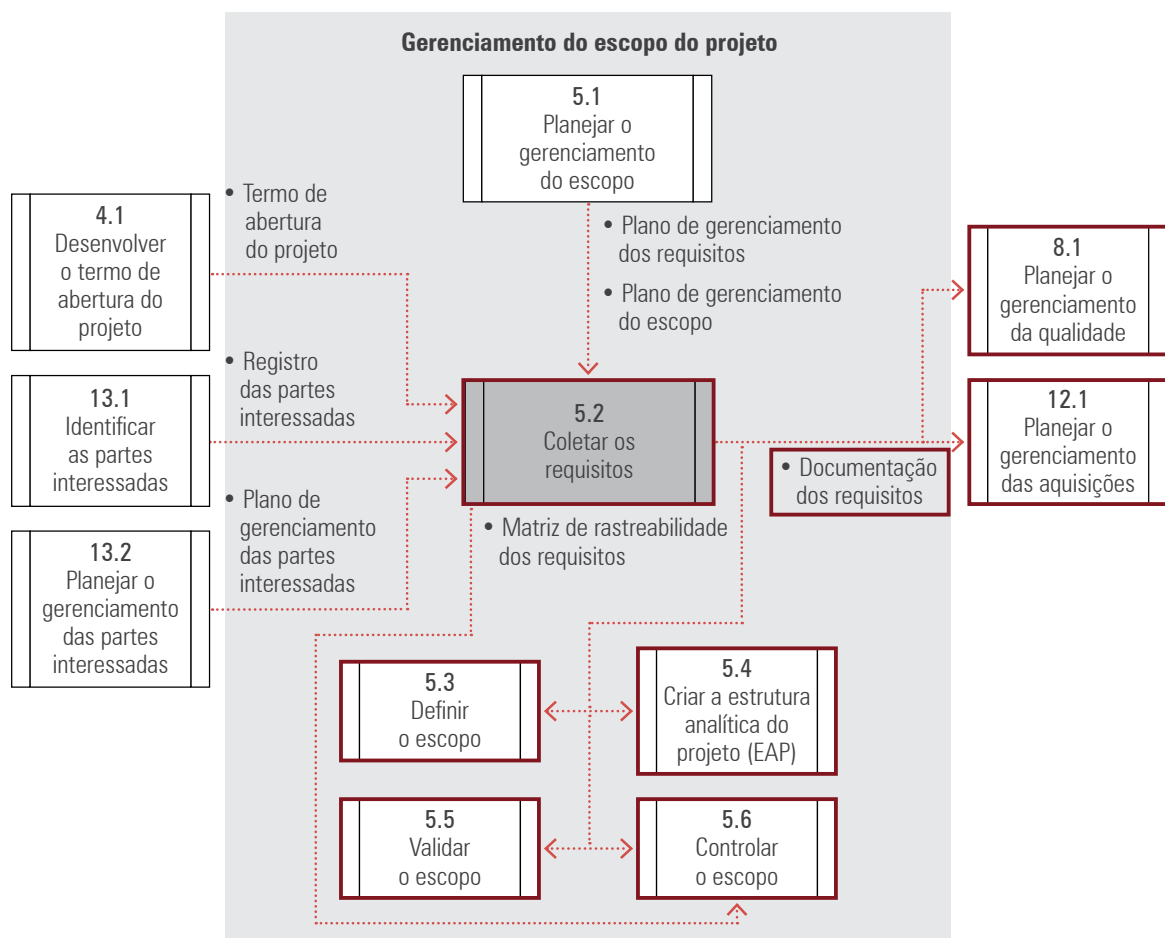 Gerenciamento do escopo do projeto
5.1
Planejar o
gerenciamento
do escopo
4.1
Desenvolver
o termo de
abertura do
projeto
• Termo de
abertura
do projeto
• Plano de gerenciamento
dos requisitos
• Plano de gerenciamento
do escopo
8.1
Planejar o
gerenciamento
da qualidade
13.1
Identificar
as partes
interessadas
• Registro
das partes
interessadas
5.2
Coletar os
requisitos
12.1
Planejar o
gerenciamento
das aquisições
• Documentação
dos requisitos
13.2
Planejar o
gerenciamento
das partes
interessadas
• Plano de
gerenciamento
das partes
interessadas
• Matriz de rastreabilidade
dos requisitos
5.3
Definir
o escopo
5.4
Criar a estrutura
analítica do
projeto (EAP)
5.5
Validar
o escopo
5.6
Controlar
o escopo